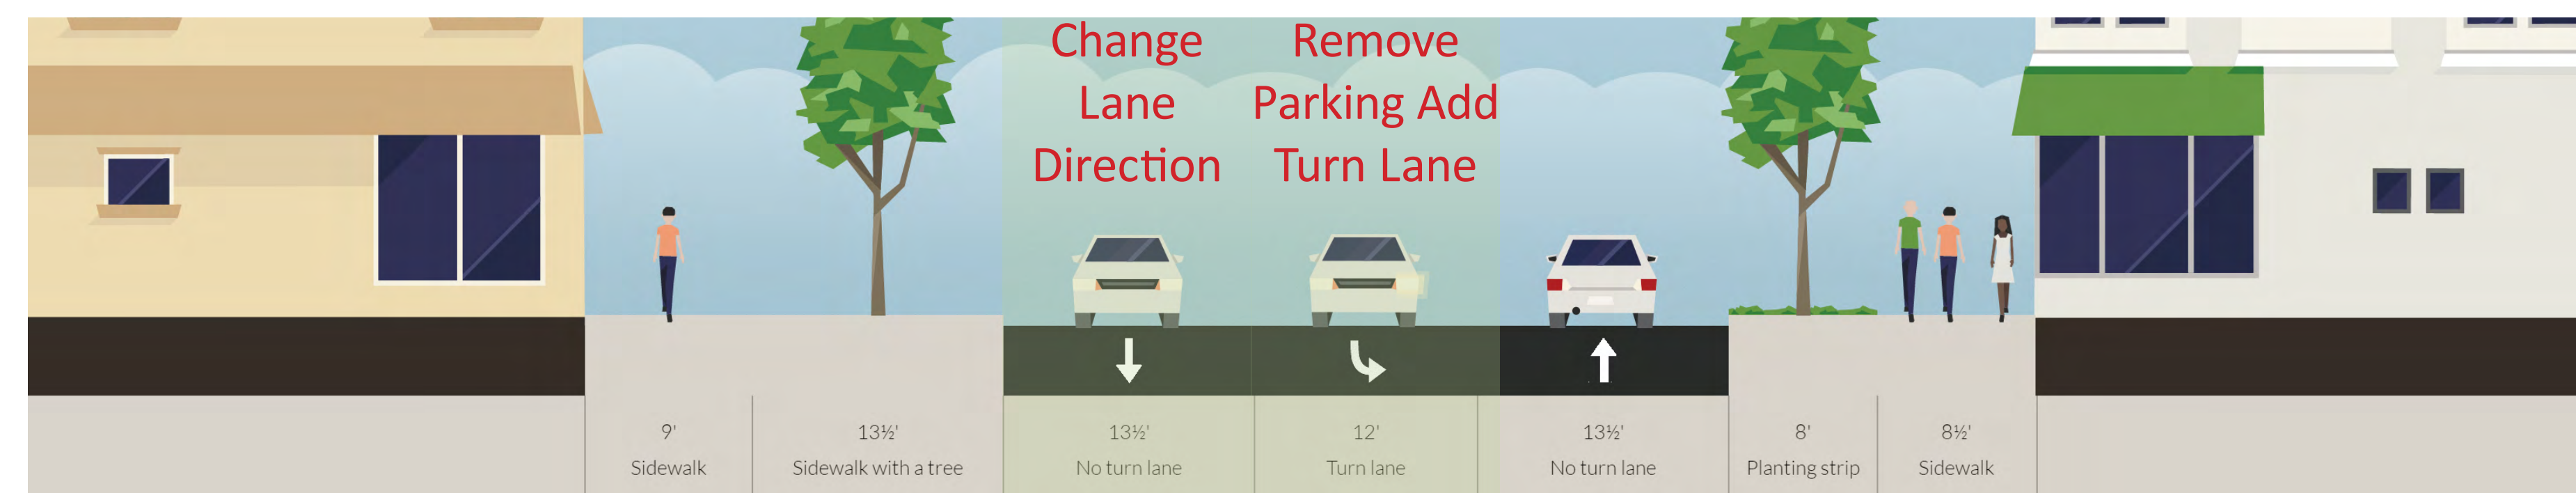 Change
Lane
Direction
Remove
Parking Add
Turn Lane
9'
Sidewalk
13½'
Sidewalk with a tree
13½'
No turn lane
12'
Turn lane
13½'
No turn lane
8'
Planting strip
8½'
Sidewalk